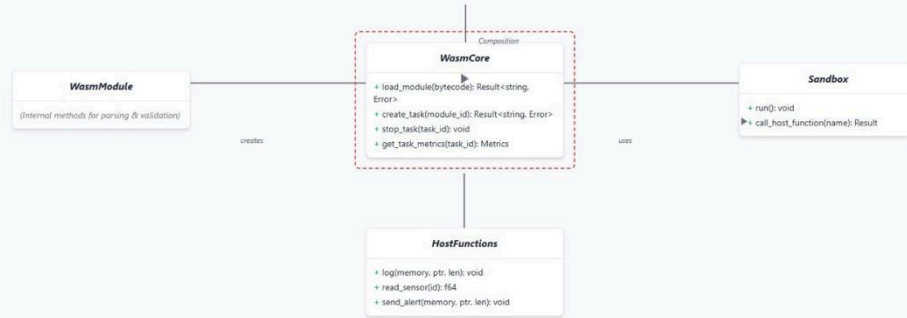 Composition
WasmCore
+ load_module(bytecode): Result<string,
Error>
+ create_task(module_id): Result<string, Error>
+ stop_task(task_id): void
+ get_task_metrics(task_id): Metrics
WasmModule
(Internal methods for parsing & validation)
Sandbox
+ run(): void
+ call_host_function(name): Result
creates
uses
HostFunctions
+ log(memory, ptr, len): void
+ read_sensor(id): f64
+ send_alert(memory, ptr, len): void